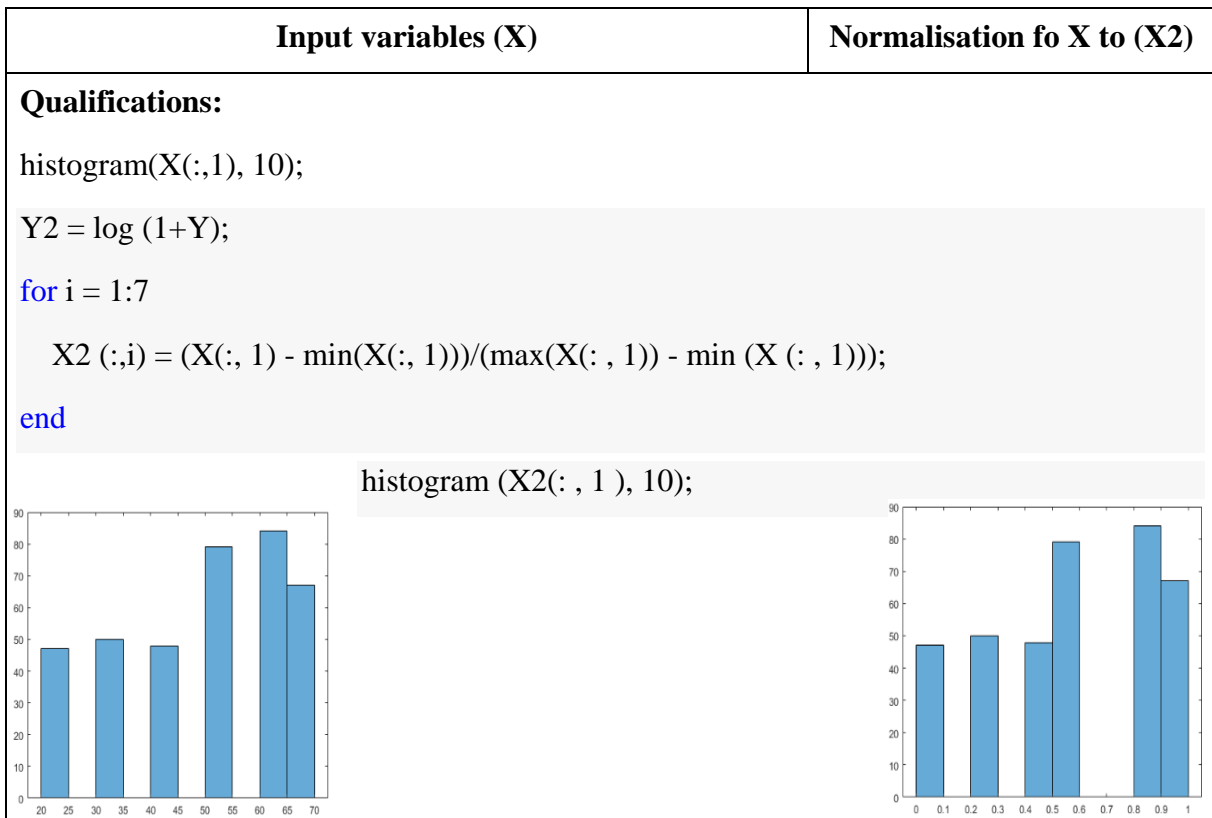 Input variables (X) Normalisation fo X to (X2)
Qualifications:
histogram(X(:,1), 10);
Y2 = log (1+Y);
for i = 1:7
X2 (:,i) = (X(:, 1) - min(X(:, 1)))/(max(X(: , 1)) - min (X (: , 1)));
end
histogram (X2(: , 1 ), 10);
90
80
70
60
50
40
30
20
10
0
20 25 30 35 40 45 50 55 60 65 70
90
80
70
60
50
40
30
20
10
0
0 0.1 0.2 0.3 0.4 0.5 0.6 0.7 0.8 0.9 1